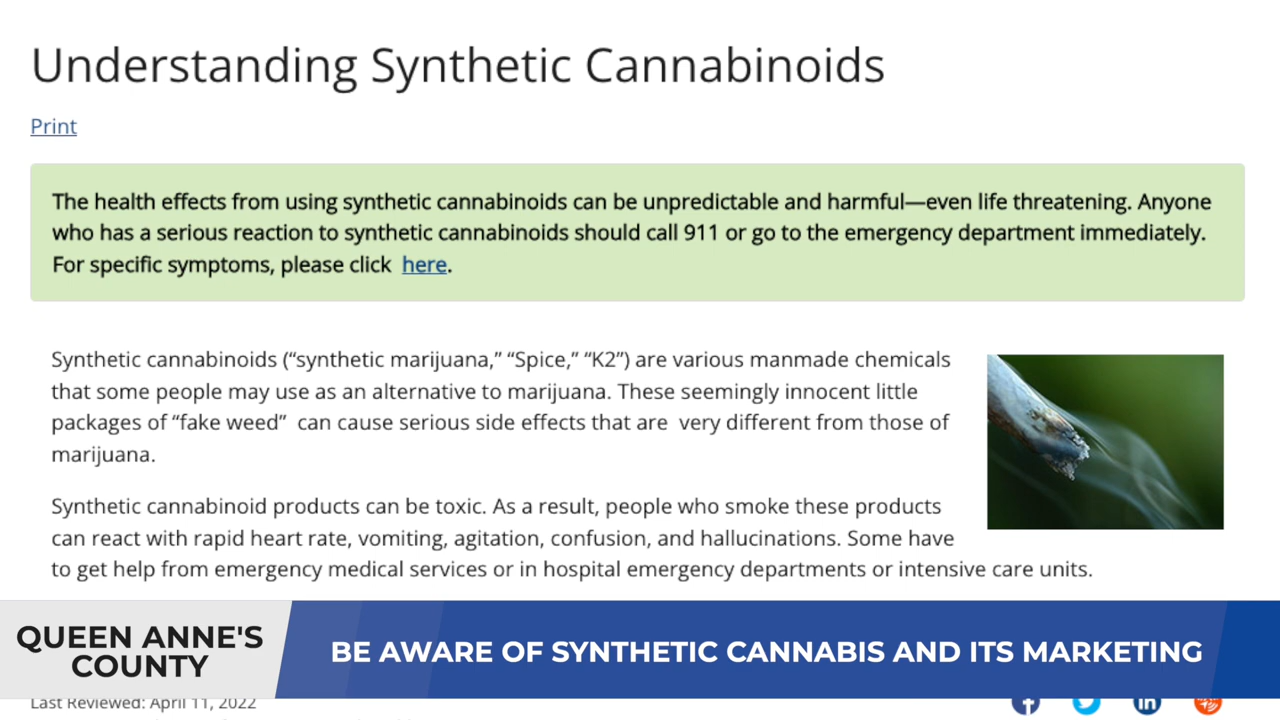 Understanding Synthetic Cannabinoids
Print
The health effects from using synthetic cannabinoids can be unpredictable and harmful—even life threatening. Anyone
who has a serious reaction to synthetic cannabinoids should call 911 or go to the emergency department immediately.
For specific symptoms, please click here.
Synthetic cannabinoids (“synthetic marijuana,” “Spice,” “K2”) are various manmade chemicals
that some people may use as an alternative to marijuana. These seemingly innocent little
packages of “fake weed” can cause serious side effects that are very different from those of
marijuana.
Synthetic cannabinoid products can be toxic. As a result, people who smoke these products
can react with rapid heart rate, vomiting, agitation, confusion, and hallucinations. Some have
to get help from emergency medical services or in hospital emergency departments or intensive care units.
QUEEN ANNE'S
COUNTY
BE AWARE OF SYNTHETIC CANNABIS AND ITS MARKETING
Last Reviewed: April 11, 2022